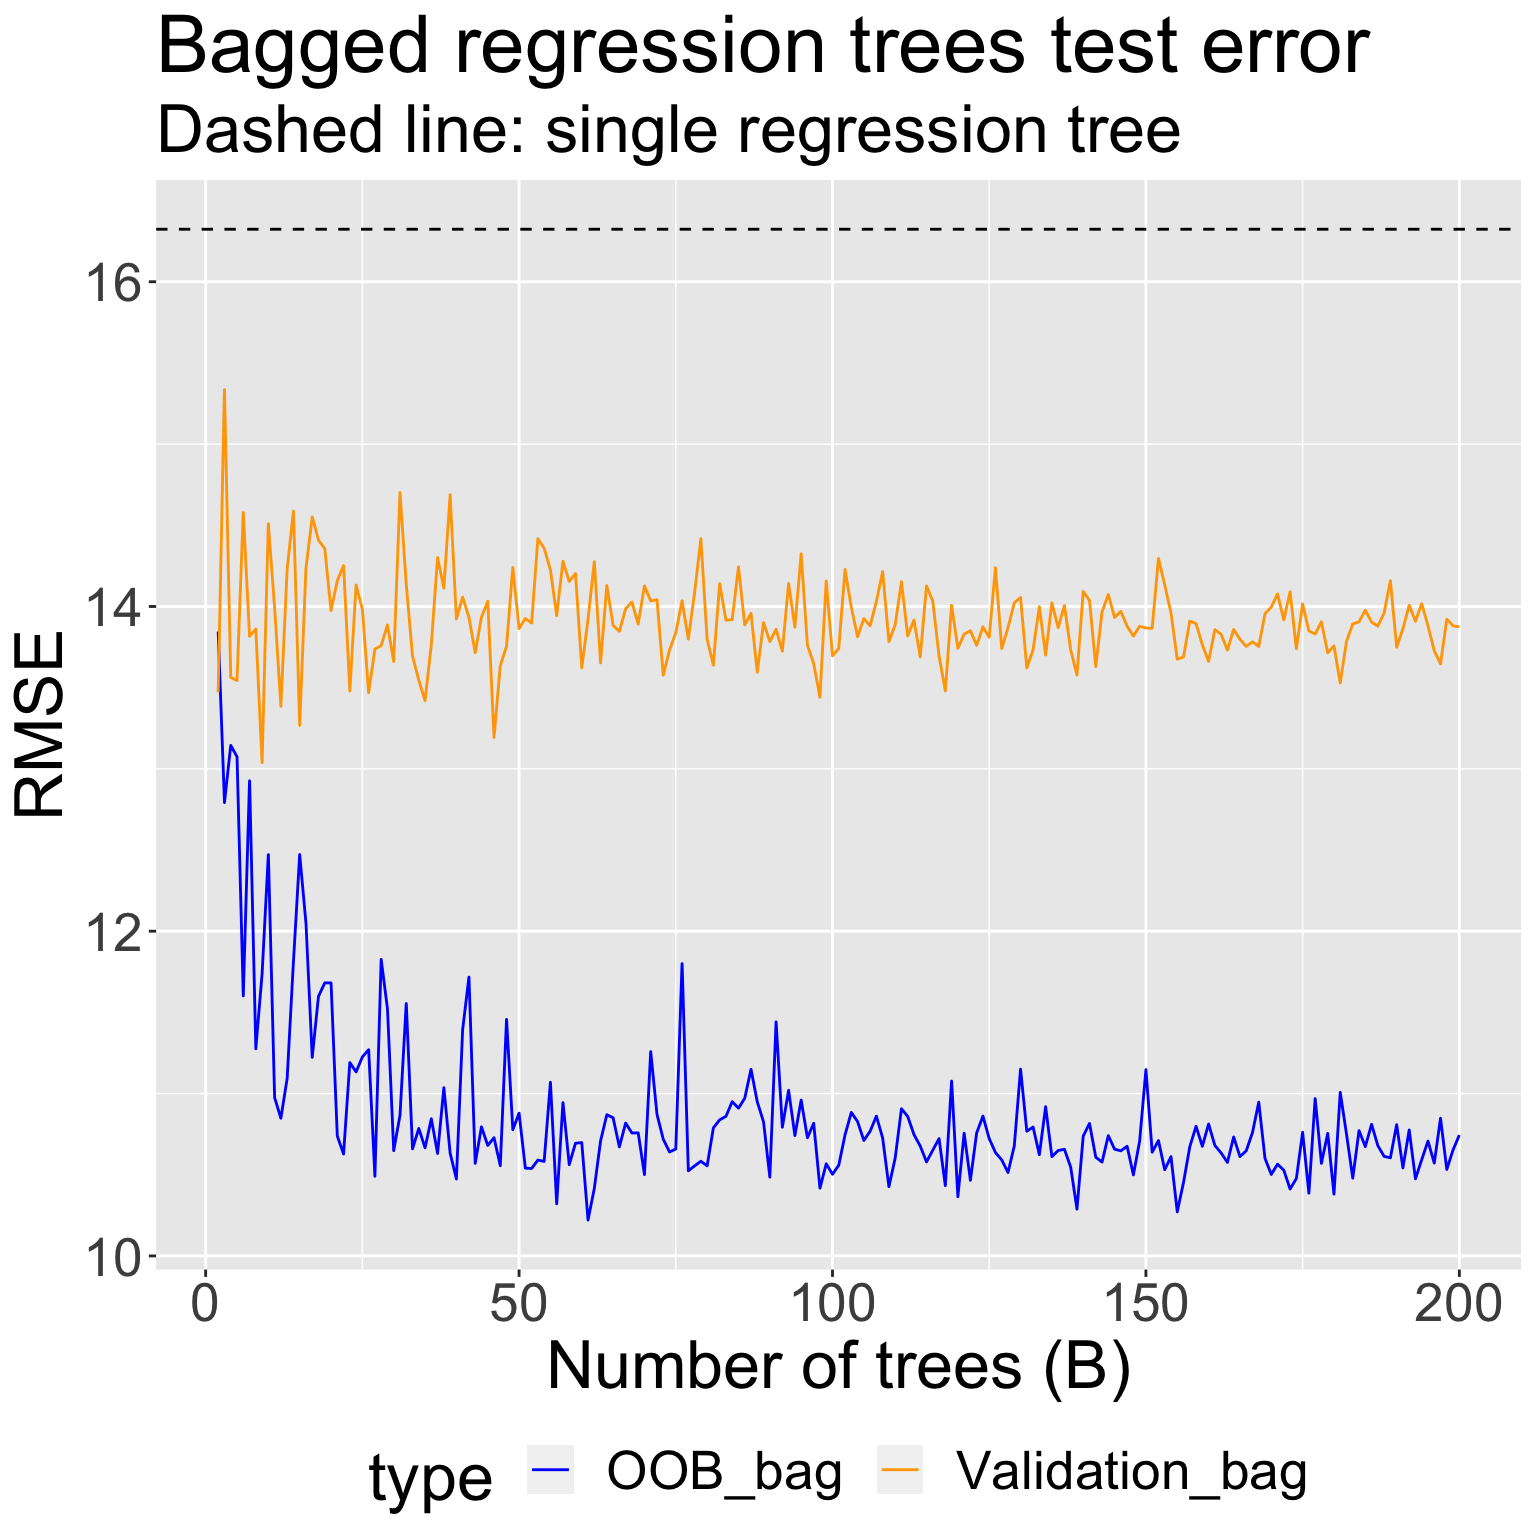 Bagged regression trees test error
Dashed line: single regression tree
RMSE
16
14
12
10
0 50 100 150 200
Number of trees (B)
type OOB_bag Validation_bag